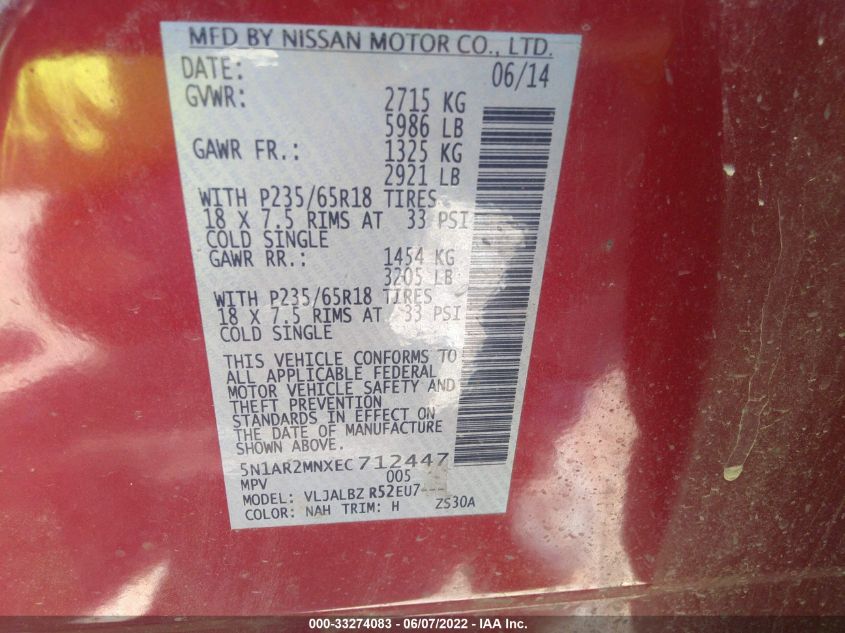 MFD BY NISSAN MOTOR CO., LTD.
DATE: 06/14
GVWR: 2715 KG
5986 LB
GAWR FR.: 1325 KG
2921 LB
WITH P235/65R18 TIRES
18 X 7.5 RIMS AT 33 PSI
COLD SINGLE
GAWR RR.: 1454 KG
3205 LB
WITH P235/65R18 TIRES
18 X 7.5 RIMS AT 33 PSI
COLD SINGLE
THIS VEHICLE CONFORMS TO
ALL APPLICABLE FEDERAL
MOTOR VEHICLE SAFETY AND
THEFT PREVENTION
STANDARDS IN EFFECT ON
THE DATE OF MANUFACTURE
SHOWN ABOVE.
5N1AR2MNXEC712447
MPV 005
MODEL: VLJALBZ R52EU7---
COLOR: NAH TRIM: H ZS30A
000-33274083 - 06/07/2022 - IAAI.com